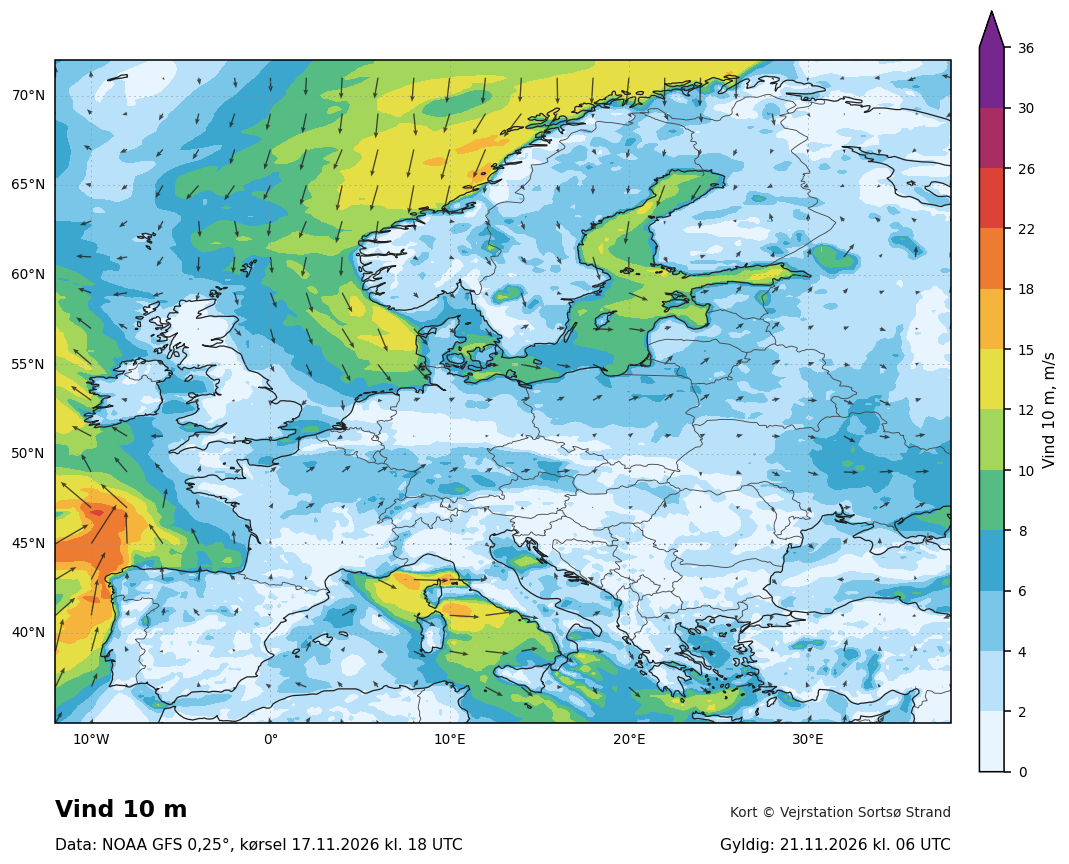 36
30
26
22
18
15
12
10
8
6
4
2
0
Vind 10 m, m/s
70°N
65°N
60°N
55°N
50°N
45°N
40°N
10°W
0°
10°E
20°E
30°E
Vind 10 m
Kort © Vejrstation Sortsø Strand
Data: NOAA GFS 0,25°, kørsel 17.11.2026 kl. 18 UTC
Gyldig: 21.11.2026 kl. 06 UTC